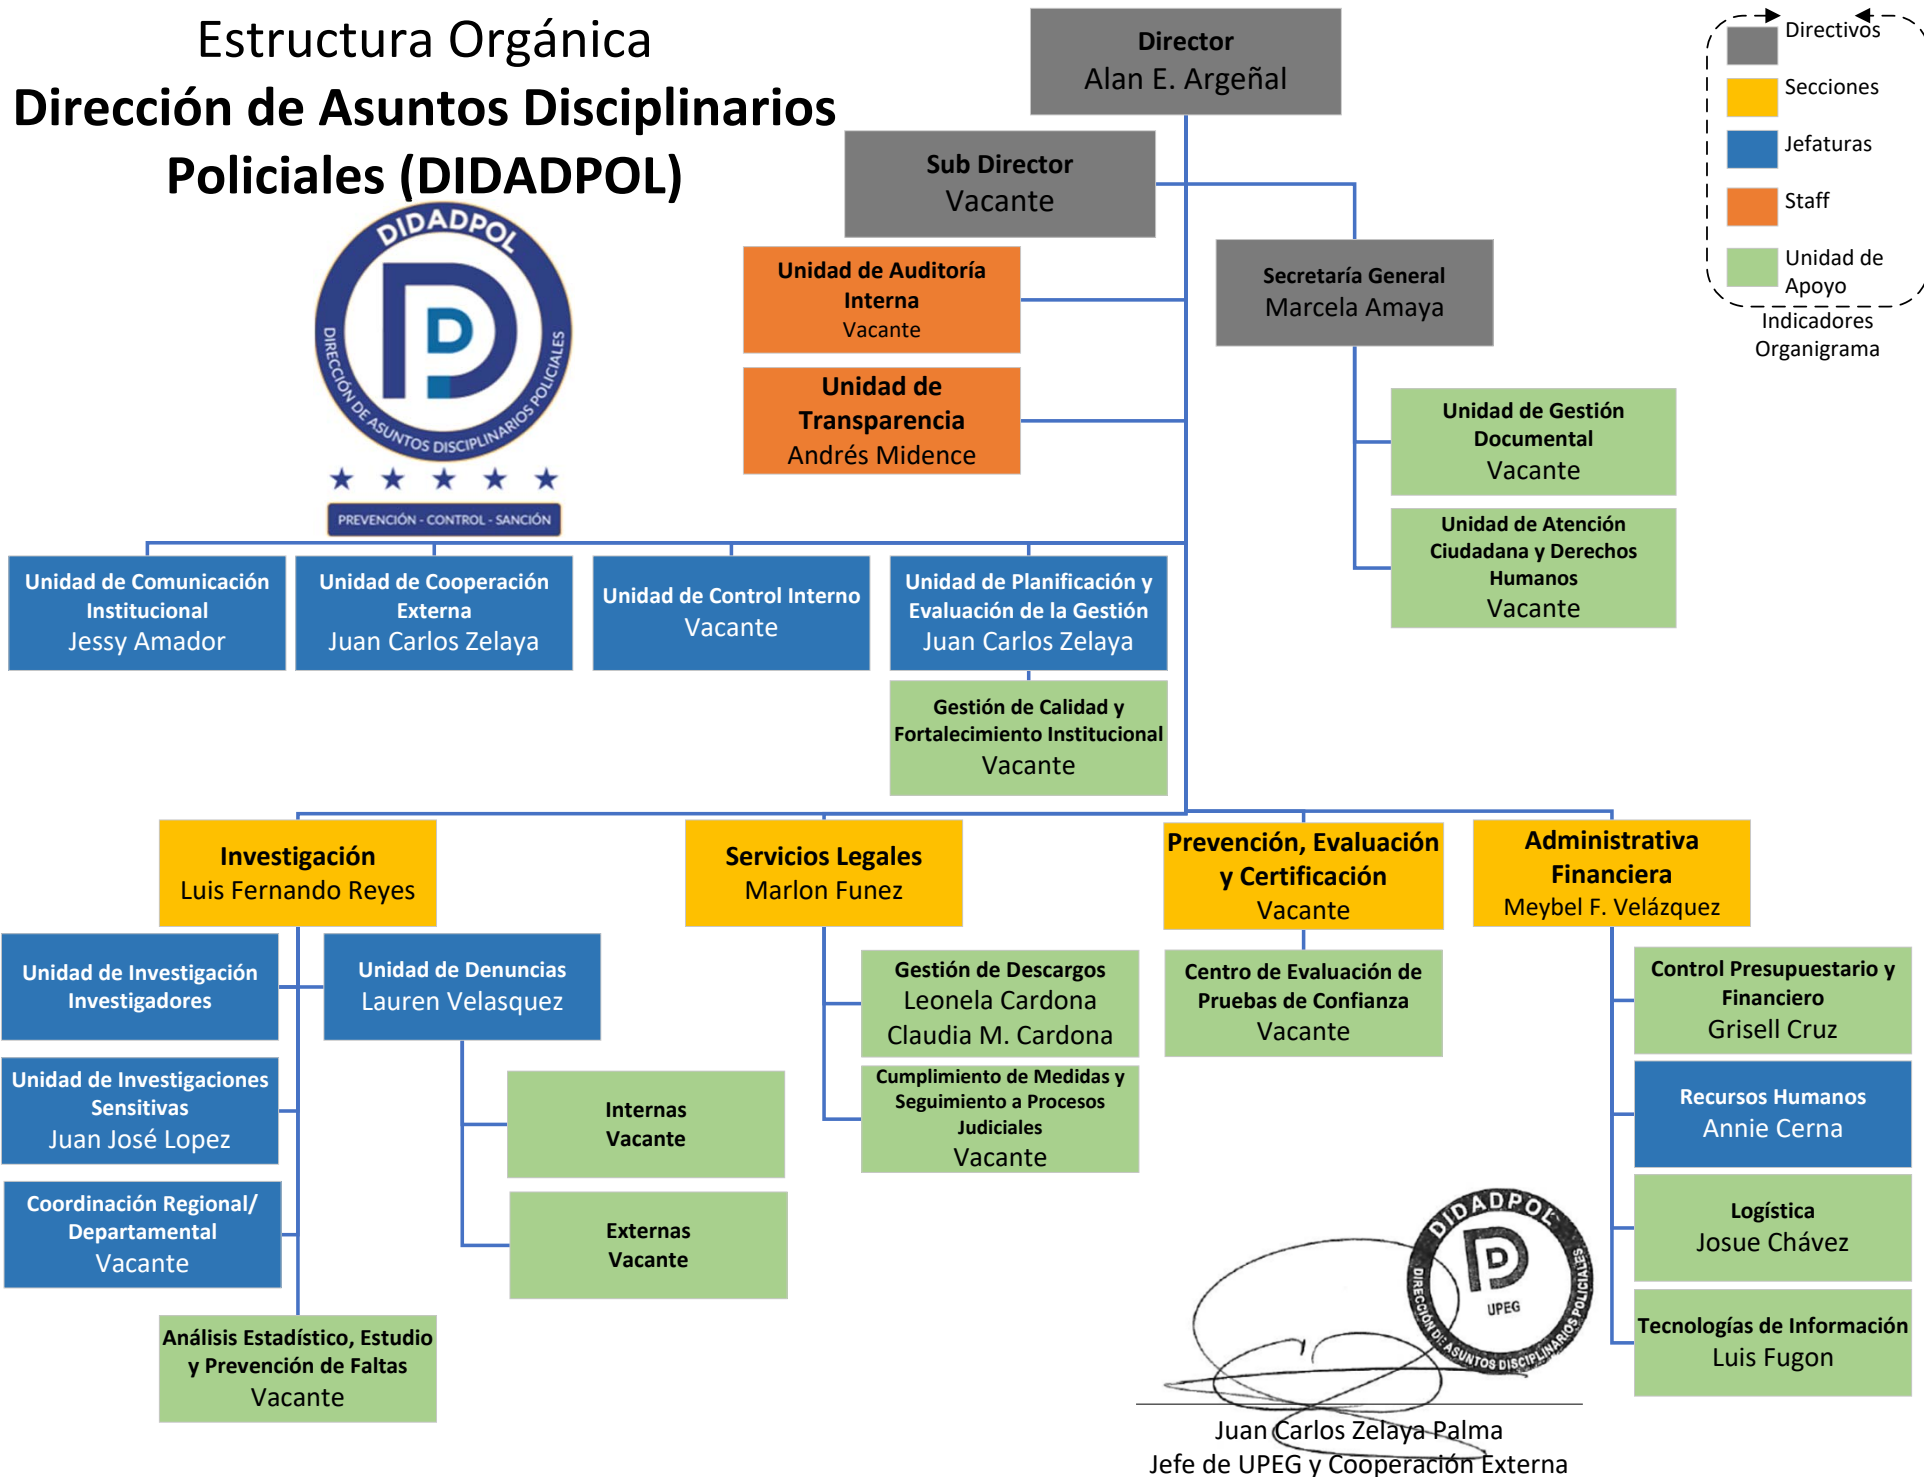 Estructura Orgánica
Dirección de Asuntos Disciplinarios
Policiales (DIDADPOL)
DIDADPOL
DIRECCIÓN DE ASUNTOS DISCIPLINARIOS POLICIALES
PREVENCIÓN - CONTROL - SANCIÓN
Director
Alan E. Argeñal
Sub Director
Vacante
Secretaría General
Marcela Amaya
Directivos
Secciones
Jefaturas
Staff
Unidad de
Apoyo
Indicadores
Organigrama
Unidad de Auditoría
Interna
Vacante
Unidad de
Transparencia
Andrés Midence
Unidad de Gestión
Documental
Vacante
Unidad de Atención
Ciudadana y Derechos
Humanos
Vacante
Unidad de Comunicación
Institucional
Jessy Amador
Unidad de Cooperación
Externa
Juan Carlos Zelaya
Unidad de Control Interno
Vacante
Unidad de Planificación y
Evaluación de la Gestión
Juan Carlos Zelaya
Gestión de Calidad y
Fortalecimiento Institucional
Vacante
Investigación
Luis Fernando Reyes
Servicios Legales
Marlon Funez
Prevención, Evaluación
y Certificación
Vacante
Administrativa
Financiera
Meybel F. Velázquez
Unidad de Investigación
Investigadores
Unidad de Denuncias
Lauren Velasquez
Unidad de Investigaciones
Sensitivas
Juan José Lopez
Internas
Vacante
Coordinación Regional/
Departamental
Vacante
Externas
Vacante
Análisis Estadístico, Estudio
y Prevención de Faltas
Vacante
Gestión de Descargos
Leonela Cardona
Claudia M. Cardona
Cumplimiento de Medidas y
Seguimiento a Procesos
Judiciales
Vacante
Centro de Evaluación de
Pruebas de Confianza
Vacante
Control Presupuestario y
Financiero
Grisell Cruz
Recursos Humanos
Annie Cerna
Logística
Josue Chávez
Tecnologías de Información
Luis Fugon
DIDADPOL
UPEG
DIRECCIÓN DE ASUNTOS DISCIPLINARIOS POLICIALES
Juan Carlos Zelaya Palma
Jefe de UPEG y Cooperación Externa